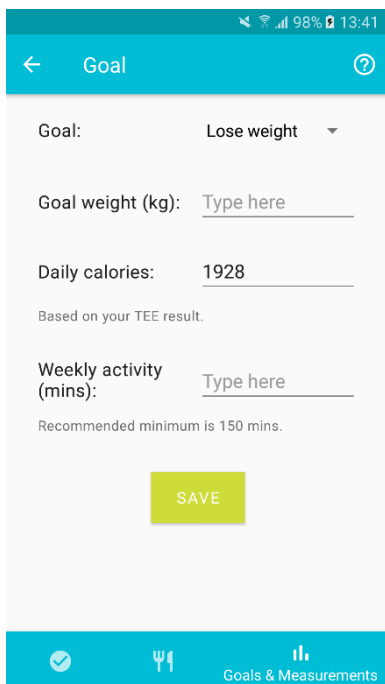 98% 13:41
Goal
Goal: Lose weight
Goal weight (kg): Type here
Daily calories: 1928
Based on your TEE result.
Weekly activity
(mins): Type here
Recommended minimum is 150 mins.
SAVE
Goals & Measurements